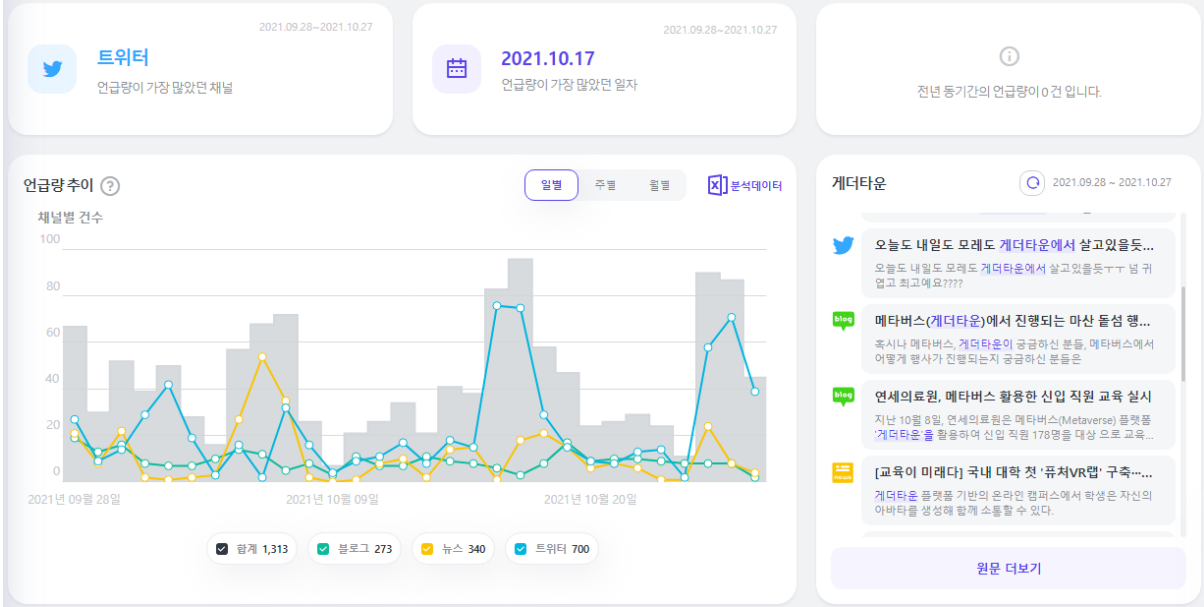 2021.09.28~2021.10.27
트위터
언급량이 가장 많았던 채널
2021.09.28~2021.10.27
2021.10.17
언급량이 가장 많았던 일자
전년 동기간의 언급량이 0 건 입니다.
언급량 추이 ?
일별 주별 월별
분석데이터
채널별 건수
100
80
60
40
20
0
2021년 09월 28일 2021년 10월 09일 2021년 10월 20일
합계 1,313 블로그 273 뉴스 340 트위터 700
게더타운
2021.09.28 ~ 2021.10.27
오늘도 내일도 모레도 게더타운에서 살고있을듯...
오늘도 내일도 모레도 게더타운에서 살고있을듯ㅜㅜ 넘 귀
엽고 최고예요????
blog
메타버스(게더타운)에서 진행되는 마산 돝섬 행...
혹시나 메타버스, 게더타운이 궁금하신 분들, 메타버스에서
어떻게 행사가 진행되는지 궁금하신 분들은
blog
연세의료원, 메타버스 활용한 신입 직원 교육 실시
지난 10월 8일, 연세의료원은 메타버스(Metaverse) 플랫폼
'게더타운'을 활용하여 신입 직원 178명을 대상 으로 교육...
[교육이 미래다] 국내 대학 첫 '퓨처VR랩' 구축…...
게더타운 플랫폼 기반의 온라인 캠퍼스에서 학생은 자신의
아바타를 생성해 함께 소통할 수 있다.
원문 더보기